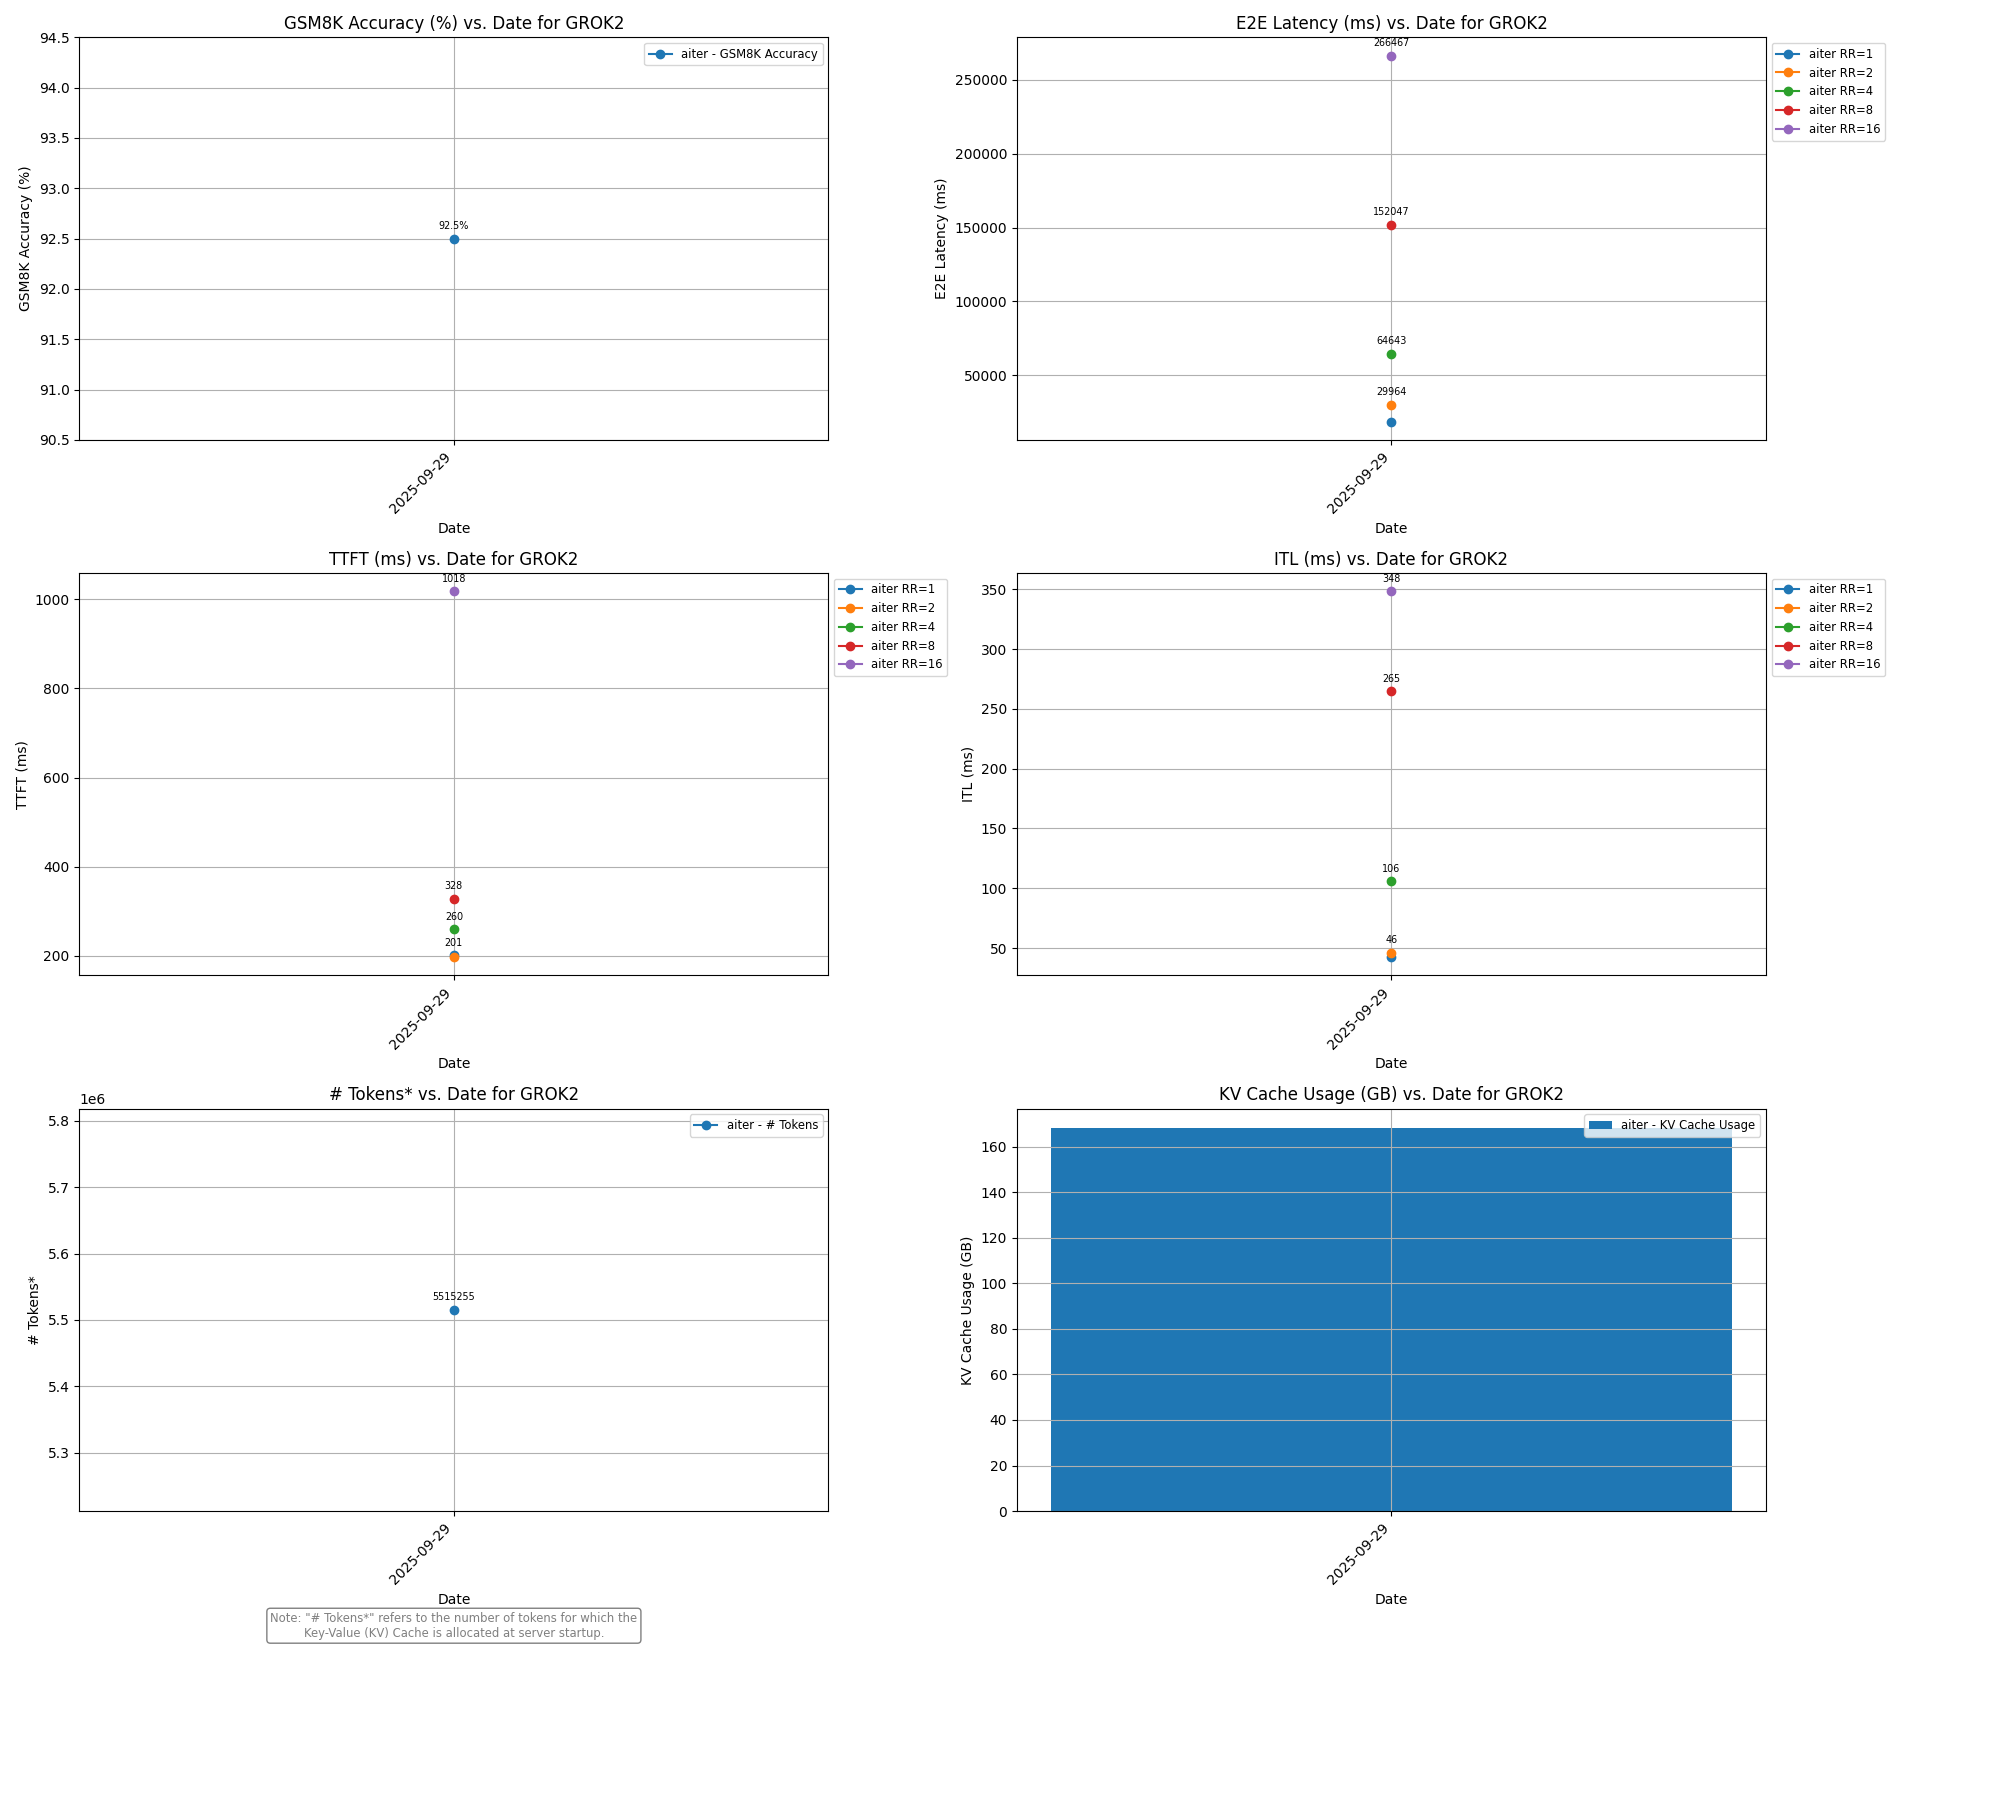 GSM8K Accuracy (%) vs. Date for GROK2
94.5
94.0
93.5
93.0
92.5
92.0
91.5
91.0
90.5
GSM8K Accuracy (%)
aiter - GSM8K Accuracy
92.5%
2025-09-29
Date
E2E Latency (ms) vs. Date for GROK2
250000
200000
150000
100000
50000
E2E Latency (ms)
266467
152047
64643
29964
2025-09-29
Date
aiter RR=1
aiter RR=2
aiter RR=4
aiter RR=8
aiter RR=16
TTFT (ms) vs. Date for GROK2
1000
800
600
400
200
TTFT (ms)
1018
328
260
201
2025-09-29
Date
aiter RR=1
aiter RR=2
aiter RR=4
aiter RR=8
aiter RR=16
ITL (ms) vs. Date for GROK2
350
300
250
200
150
100
50
ITL (ms)
348
265
106
46
2025-09-29
Date
aiter RR=1
aiter RR=2
aiter RR=4
aiter RR=8
aiter RR=16
# Tokens* vs. Date for GROK2
1e6
5.8
5.7
5.6
5.5
5.4
5.3
# Tokens*
aiter - # Tokens
5515255
2025-09-29
Date
Note: "# Tokens*" refers to the number of tokens for which the
Key-Value (KV) Cache is allocated at server startup.
KV Cache Usage (GB) vs. Date for GROK2
160
140
120
100
80
60
40
20
0
KV Cache Usage (GB)
aiter - KV Cache Usage
2025-09-29
Date